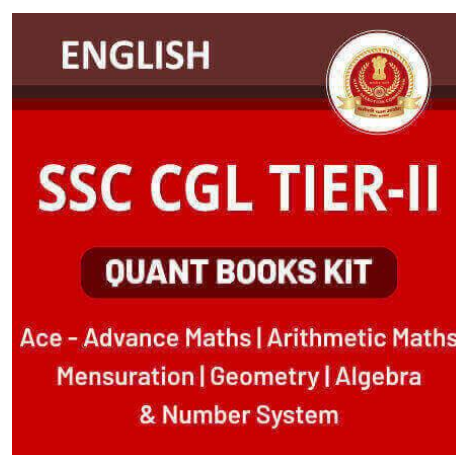 ENGLISH
SSC CGL TIER-II
QUANT BOOKS KIT
Ace - Advance Maths | Arithmetic Maths
Mensuration | Geometry | Algebra
& Number System